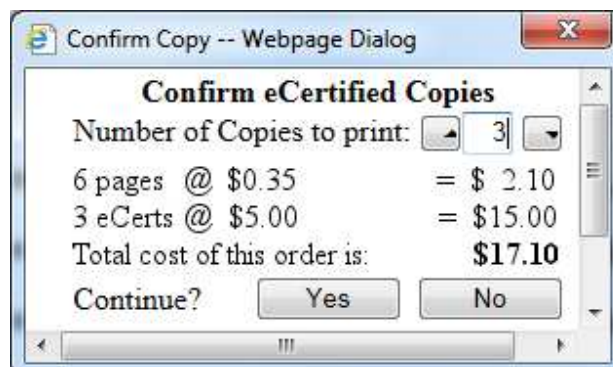 Confirm Copy -- Webpage Dialog
Confirm eCertified Copies
Number of Copies to print: 3
6 pages @ $0.35 = $ 2.10
3 eCerts @ $5.00 = $15.00
Total cost of this order is: $17.10
Continue? Yes No